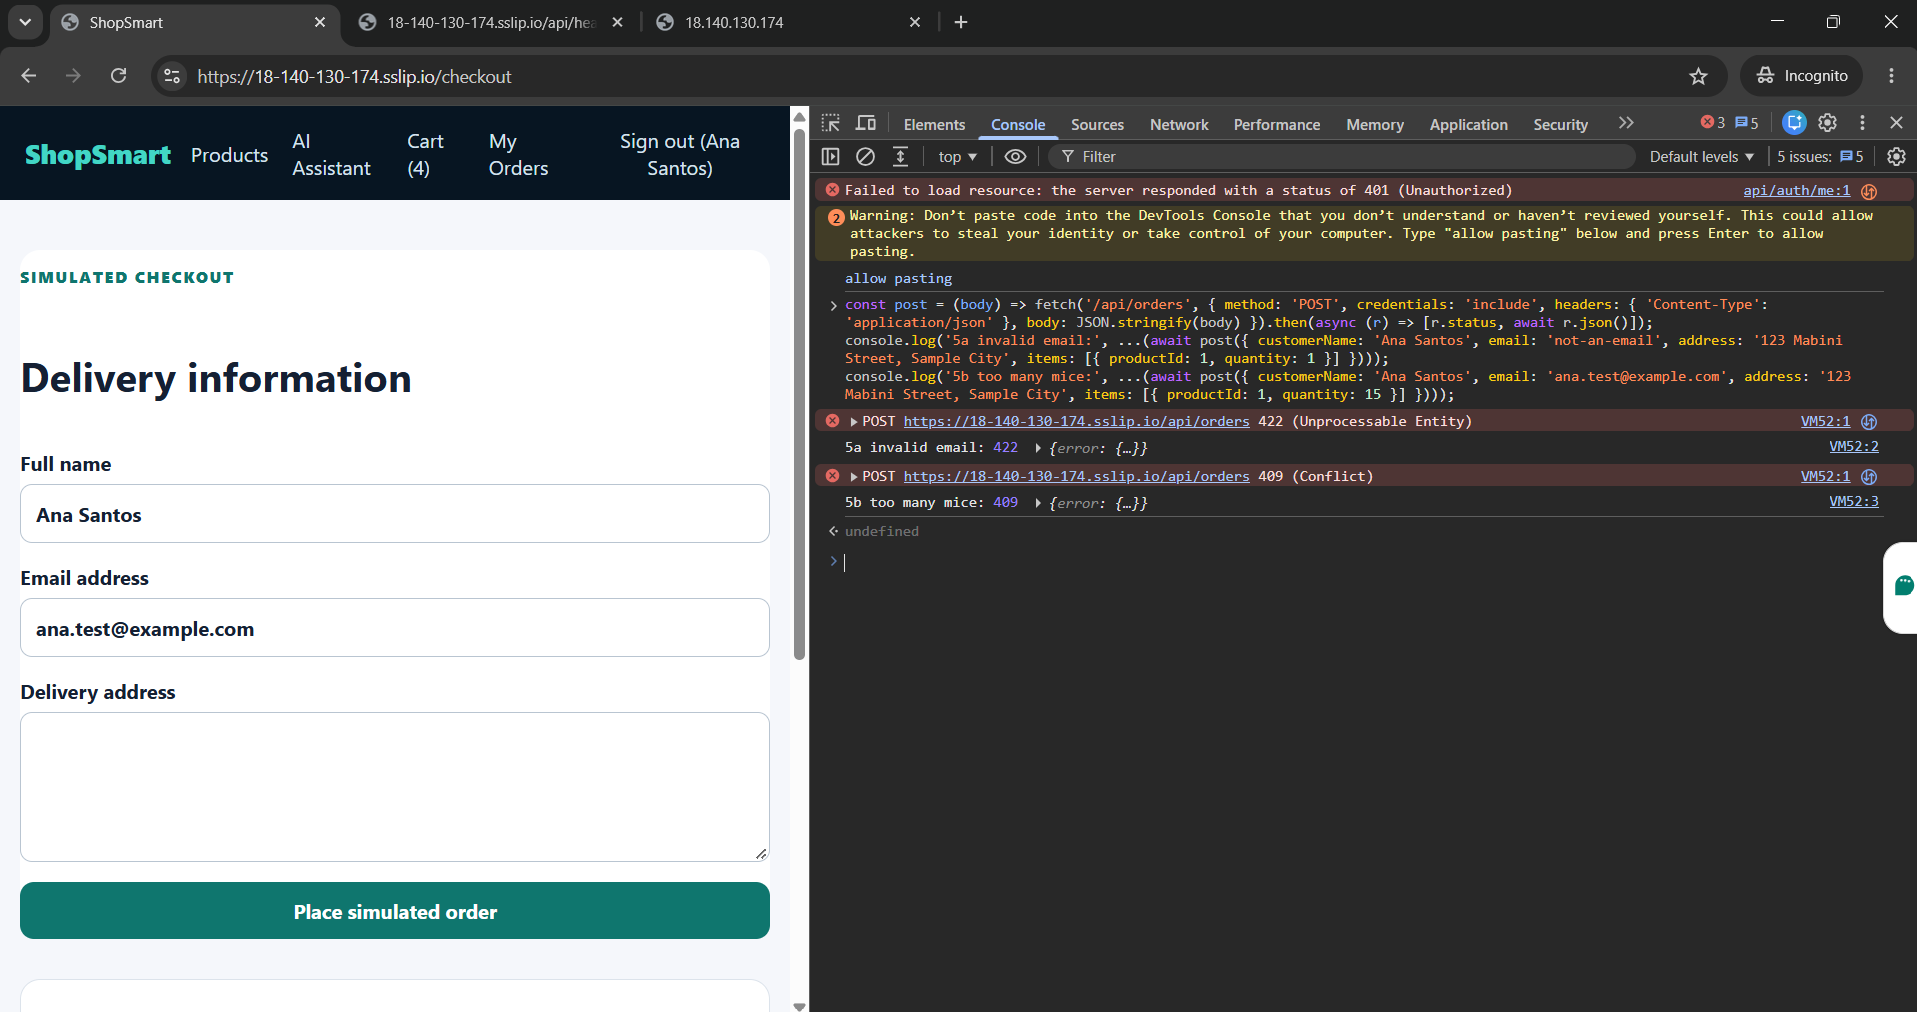 ShopSmart
18-140-130-174.sslip.io/api/hea
18.140.130.174
https://18-140-130-174.sslip.io/checkout
Incognito
ShopSmart
Products
AI
Assistant
Cart
(4)
My
Orders
Sign out (Ana
Santos)
SIMULATED CHECKOUT
Delivery information
Full name
Ana Santos
Email address
ana.test@example.com
Delivery address
Place simulated order
Elements Console Sources Network Performance Memory Application Security
3 5
top
Filter
Default levels
5 issues: 5
Failed to load resource: the server responded with a status of 401 (Unauthorized) api/auth/me:1
2 Warning: Don’t paste code into the DevTools Console that you don’t understand or haven’t reviewed yourself. This could allow
attackers to steal your identity or take control of your computer. Type "allow pasting" below and press Enter to allow
pasting.
allow pasting
const post = (body) => fetch('/api/orders', { method: 'POST', credentials: 'include', headers: { 'Content-Type':
'application/json' }, body: JSON.stringify(body) }).then(async (r) => [r.status, await r.json()]);
console.log('5a invalid email:', ...(await post({ customerName: 'Ana Santos', email: 'not-an-email', address: '123 Mabini
Street, Sample City', items: [{ productId: 1, quantity: 1 }] })));
console.log('5b too many mice:', ...(await post({ customerName: 'Ana Santos', email: 'ana.test@example.com', address: '123
Mabini Street, Sample City', items: [{ productId: 1, quantity: 15 }] })));
POST https://18-140-130-174.sslip.io/api/orders 422 (Unprocessable Entity) VM52:1
5a invalid email: 422 {error: {…}} VM52:2
POST https://18-140-130-174.sslip.io/api/orders 409 (Conflict) VM52:1
5b too many mice: 409 {error: {…}} VM52:3
undefined